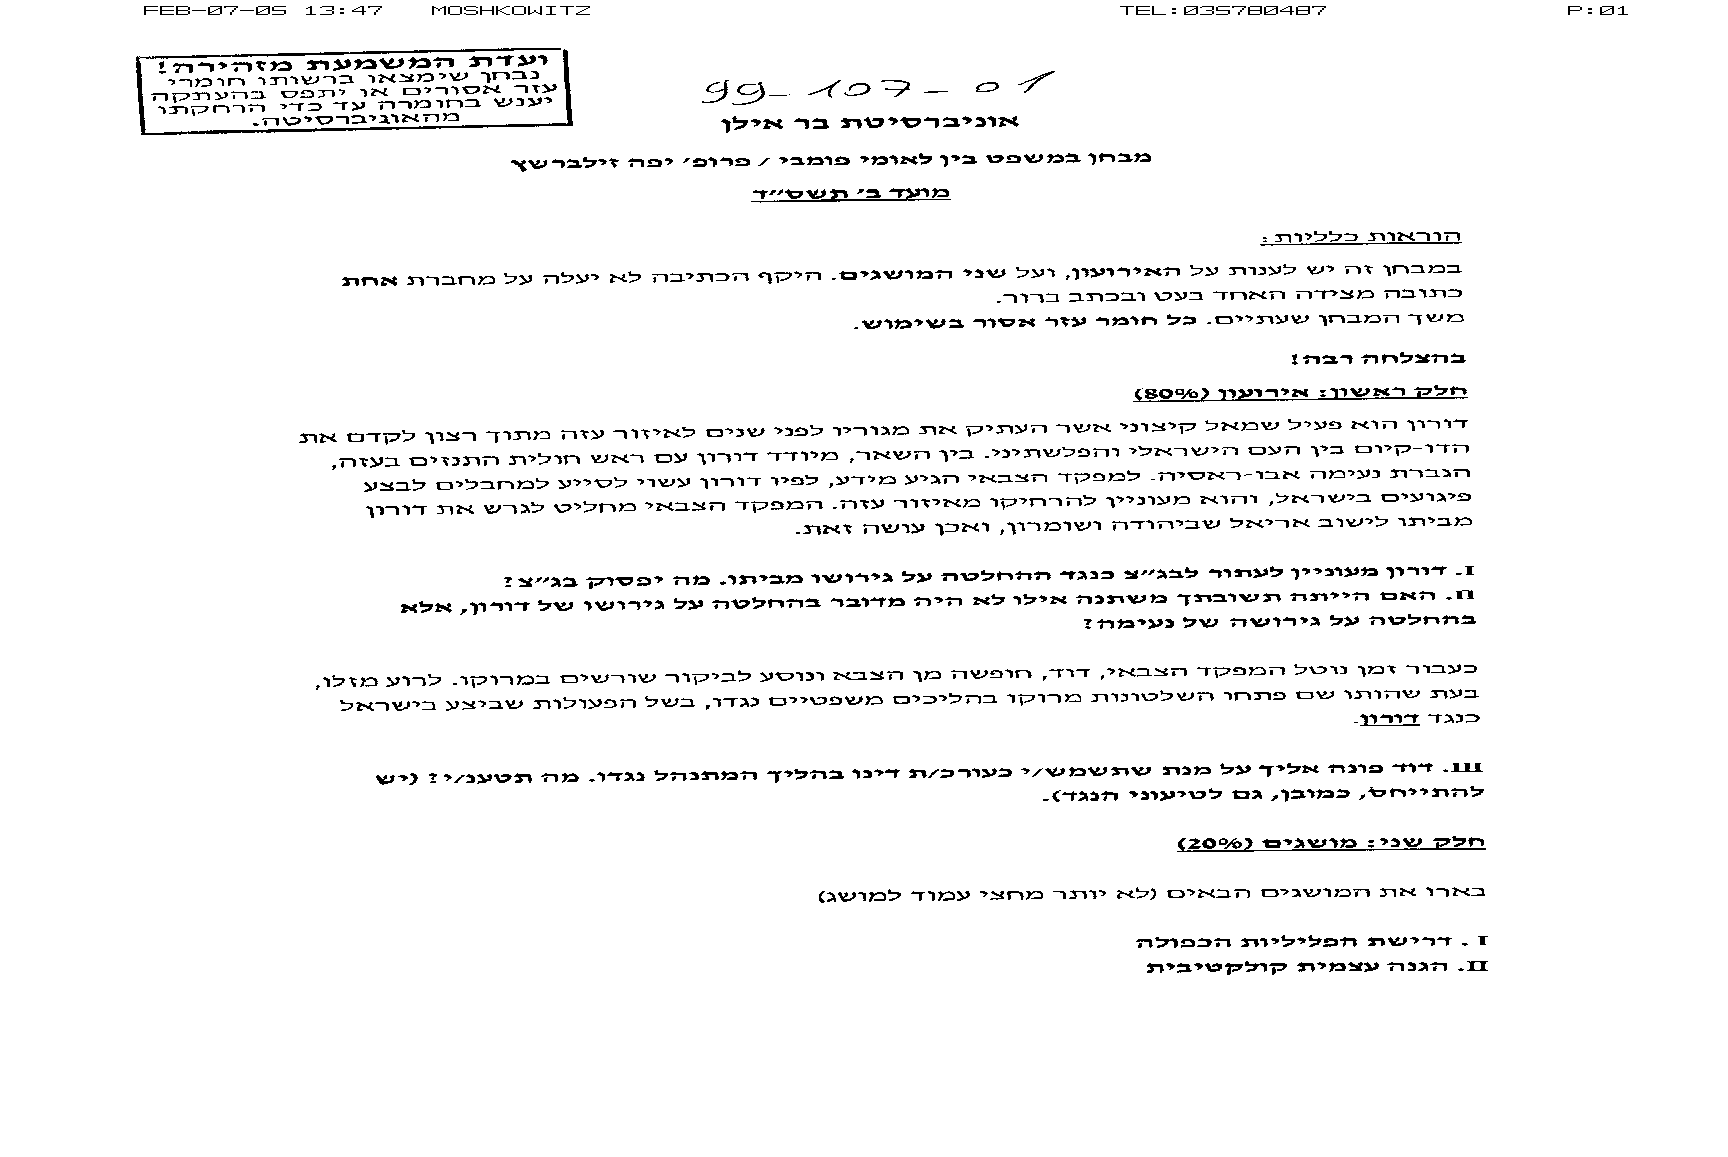 FEB-07-05 13:47 MOSHKOWITZ TEL:035780487 P:01
ועדת המשמעת מזהירה!
נבחן שימצאו ברשותו חומרי
עזר אסורים או יתפס בהעתקה
יענש בחומרה עד כדי הרחקתו
מהאוניברסיטה.
99-107-01
אוניברסיטת בר אילן
מבחן במשפט בין לאומי פומבי / פרופ' יפה זילברשץ
מועד ב' תשס"ד
הוראות כלליות:
במבחן זה יש לענות על האירועון, ועל שני המושגים. היקף הכתיבה לא יעלה על מחברת אחת
כתובה מצידה האחד בעט ובכתב ברור.
משך המבחן שעתיים. כל חומר עזר אסור בשימוש.
בהצלחה רבה!
חלק ראשון: אירועון (80%)
דורון הוא פעיל שמאל קיצוני אשר העתיק את מגוריו לפני שנים לאיזור עזה מתוך רצון לקדם את
הדו-קיום בין העם הישראלי והפלשתיני. בין השאר, מיודד דורון עם ראש חולית התנזים בעזה,
הגברת נעימה אבו-ראסיה. למפקד הצבאי הגיע מידע, לפיו דורון עשוי לסייע למחבלים לבצע
פיגועים בישראל, והוא מעוניין להרחיקו מאיזור עזה. המפקד הצבאי מחליט לגרש את דורון
מביתו לישוב אריאל שביהודה ושומרון, ואכן עושה זאת.
I. דורון מעוניין לעתור לבג"צ כנגד ההחלטה על גירושו מביתו. מה יפסוק בג"צ?
II. האם הייתה תשובתך משתנה אילו לא היה מדובר בהחלטה על גירושו של דורון, אלא
בהחלטה על גירושה של נעימה?
כעבור זמן נוטל המפקד הצבאי, דוד, חופשה מן הצבא ונוסע לביקור שורשים במרוקו. לרוע מזלו,
בעת שהותו שם פתחו השלטונות מרוקו בהליכים משפטיים נגדו, בשל הפעולות שביצע בישראל
כנגד דורון.
III. דוד פונה אליך על מנת שתשמש/י כעורכ/ת דינו בהליך המתנהל נגדו. מה תטענ/י? (יש
להתייחס, כמובן, גם לטיעוני הנגד).
חלק שני: מושגים (20%)
בארו את המושגים הבאים (לא יותר מחצי עמוד למושג)
I . דרישת הפליליות הכפולה
II. הגנה עצמית קולקטיבית